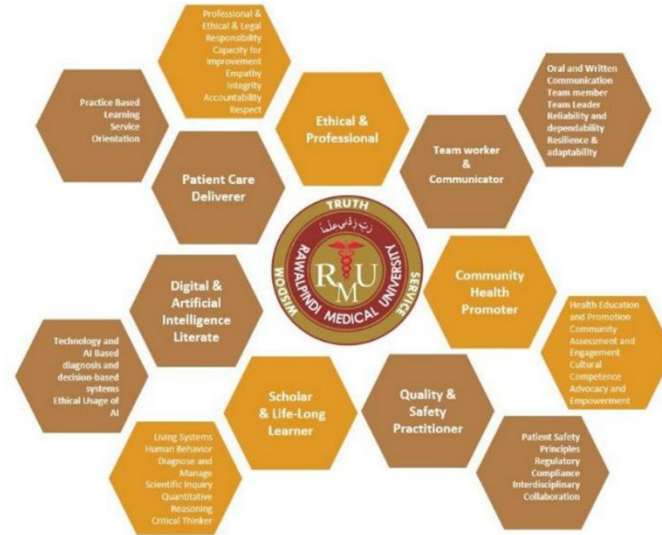 Professional &
Ethical & Legal
Responsibility
Capacity for
improvement
Empathy
Integrity
Accountability
Respect
Practice Based
Learning
Service
Orientation
Ethical &
Professional
Oral and Written
Communication
Team member
Team Leader
Reliability and
dependability
Resilience &
adaptability
Team worker
&
Communicator
Patient Care
Deliverer
TRUTH
WISDOM
SERVICE
رَبِّ زِدْنِي عِلْماً
RAWALPINDI MEDICAL UNIVERSITY
RMU
Community
Health
Promoter
Digital &
Artificial
Intelligence
Literate
Health Education
and Promotion
Community
Assessment and
Engagement
Cultural
Competence
Advocacy and
Empowerment
Technology and
AI Based
diagnosis and
decision-based
systems
Ethical Usage of
AI
Scholar
& Life-Long
Learner
Quality &
Safety
Practitioner
Living Systems
Human Behavior
Diagnose and
Manage
Scientific Inquiry
Quantitative
Reasoning
Critical Thinker
Patient Safety
Principles
Regulatory
Compliance
Interdisciplinary
Collaboration